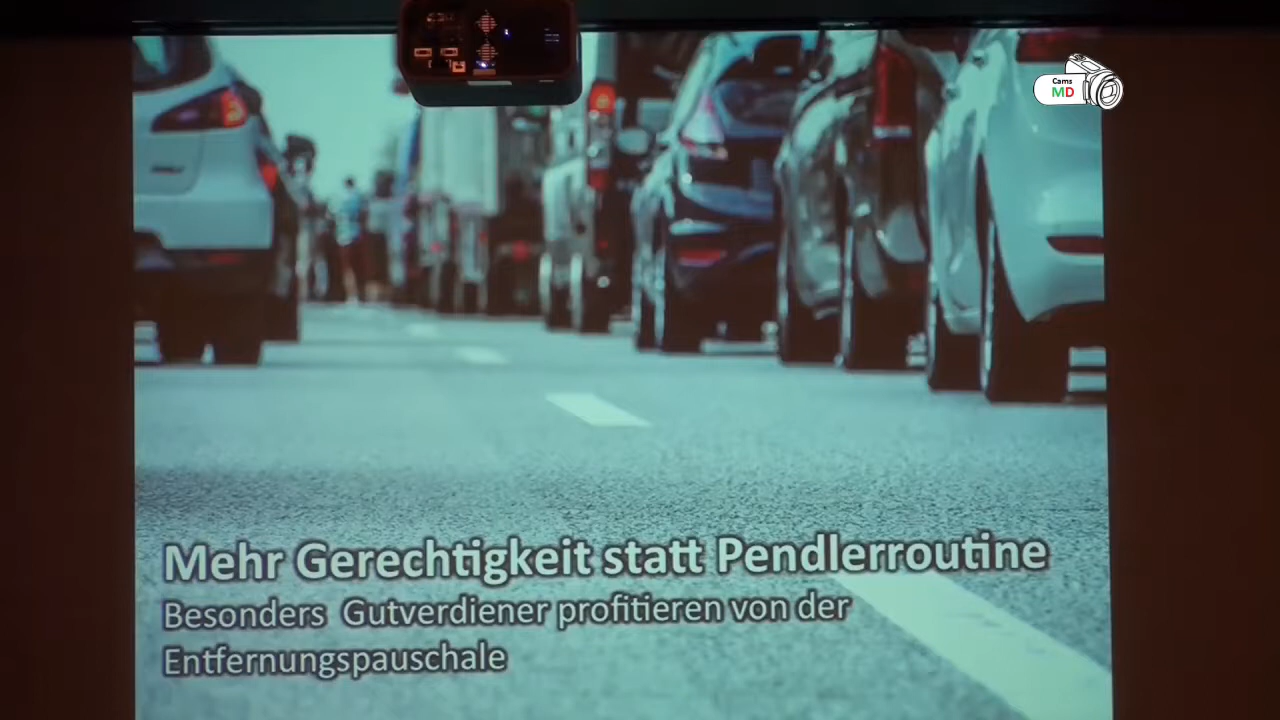 Cams
MD
Mehr Gerechtigkeit statt Pendlerroutine
Besonders Gutverdiener profitieren von der
Entfernungspauschale